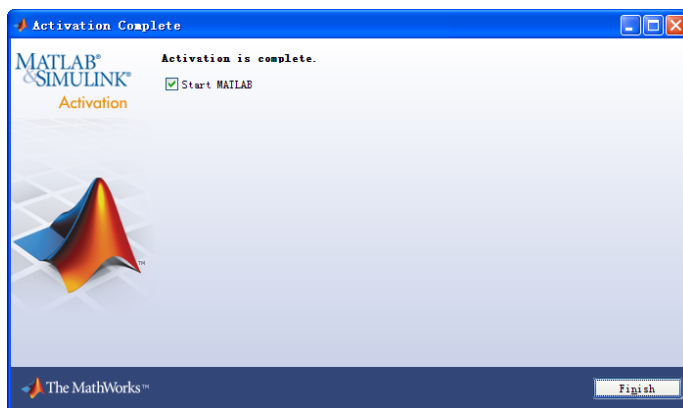 Activation Complete
MATLAB®
&SIMULINK®
Activation
Activation is complete.
Start MATLAB
TM
The MathWorks™
Finish